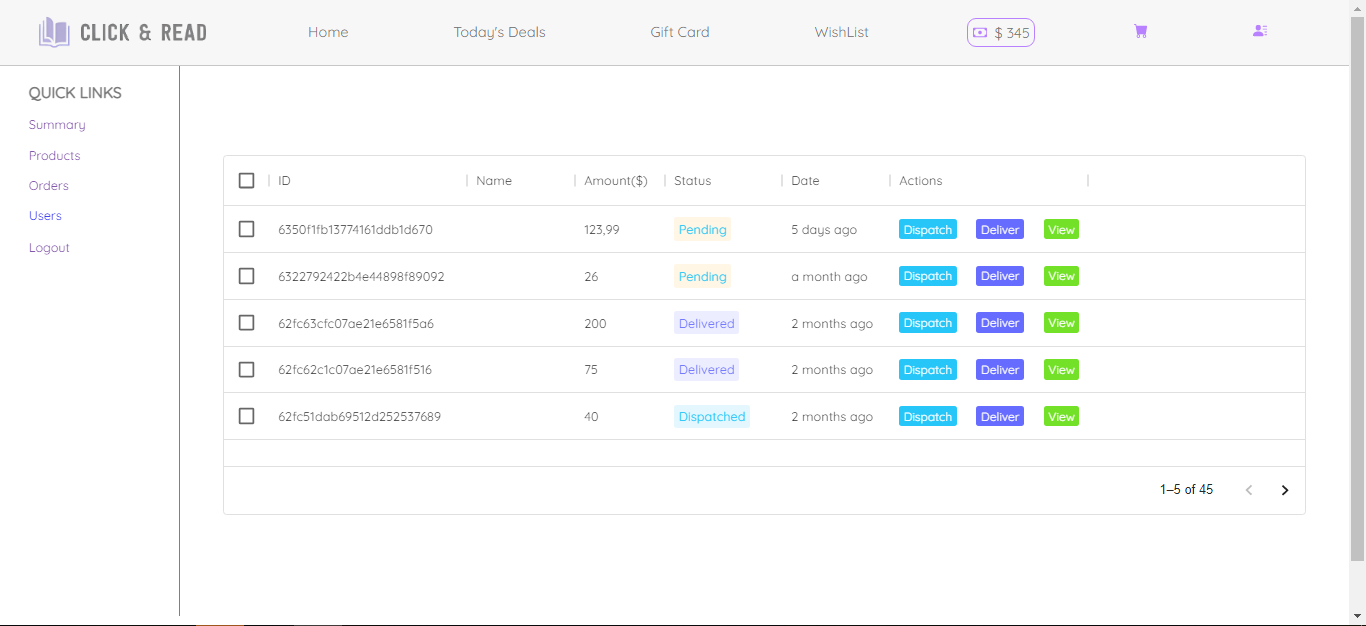 CLICK & READ Home Today's Deals Gift Card WishList $ 345
QUICK LINKS
Summary
Products
Orders
Users
Logout
ID Name Amount($) Status Date Actions
6350f1fb13774161ddb1d670 123,99 Pending 5 days ago Dispatch Deliver View
6322792422b4e44898f89092 26 Pending a month ago Dispatch Deliver View
62fc63cfc07ae21e6581f5a6 200 Delivered 2 months ago Dispatch Deliver View
62fc62c1c07ae21e6581f516 75 Delivered 2 months ago Dispatch Deliver View
62fc51dab69512d252537689 40 Dispatched 2 months ago Dispatch Deliver View
1–5 of 45